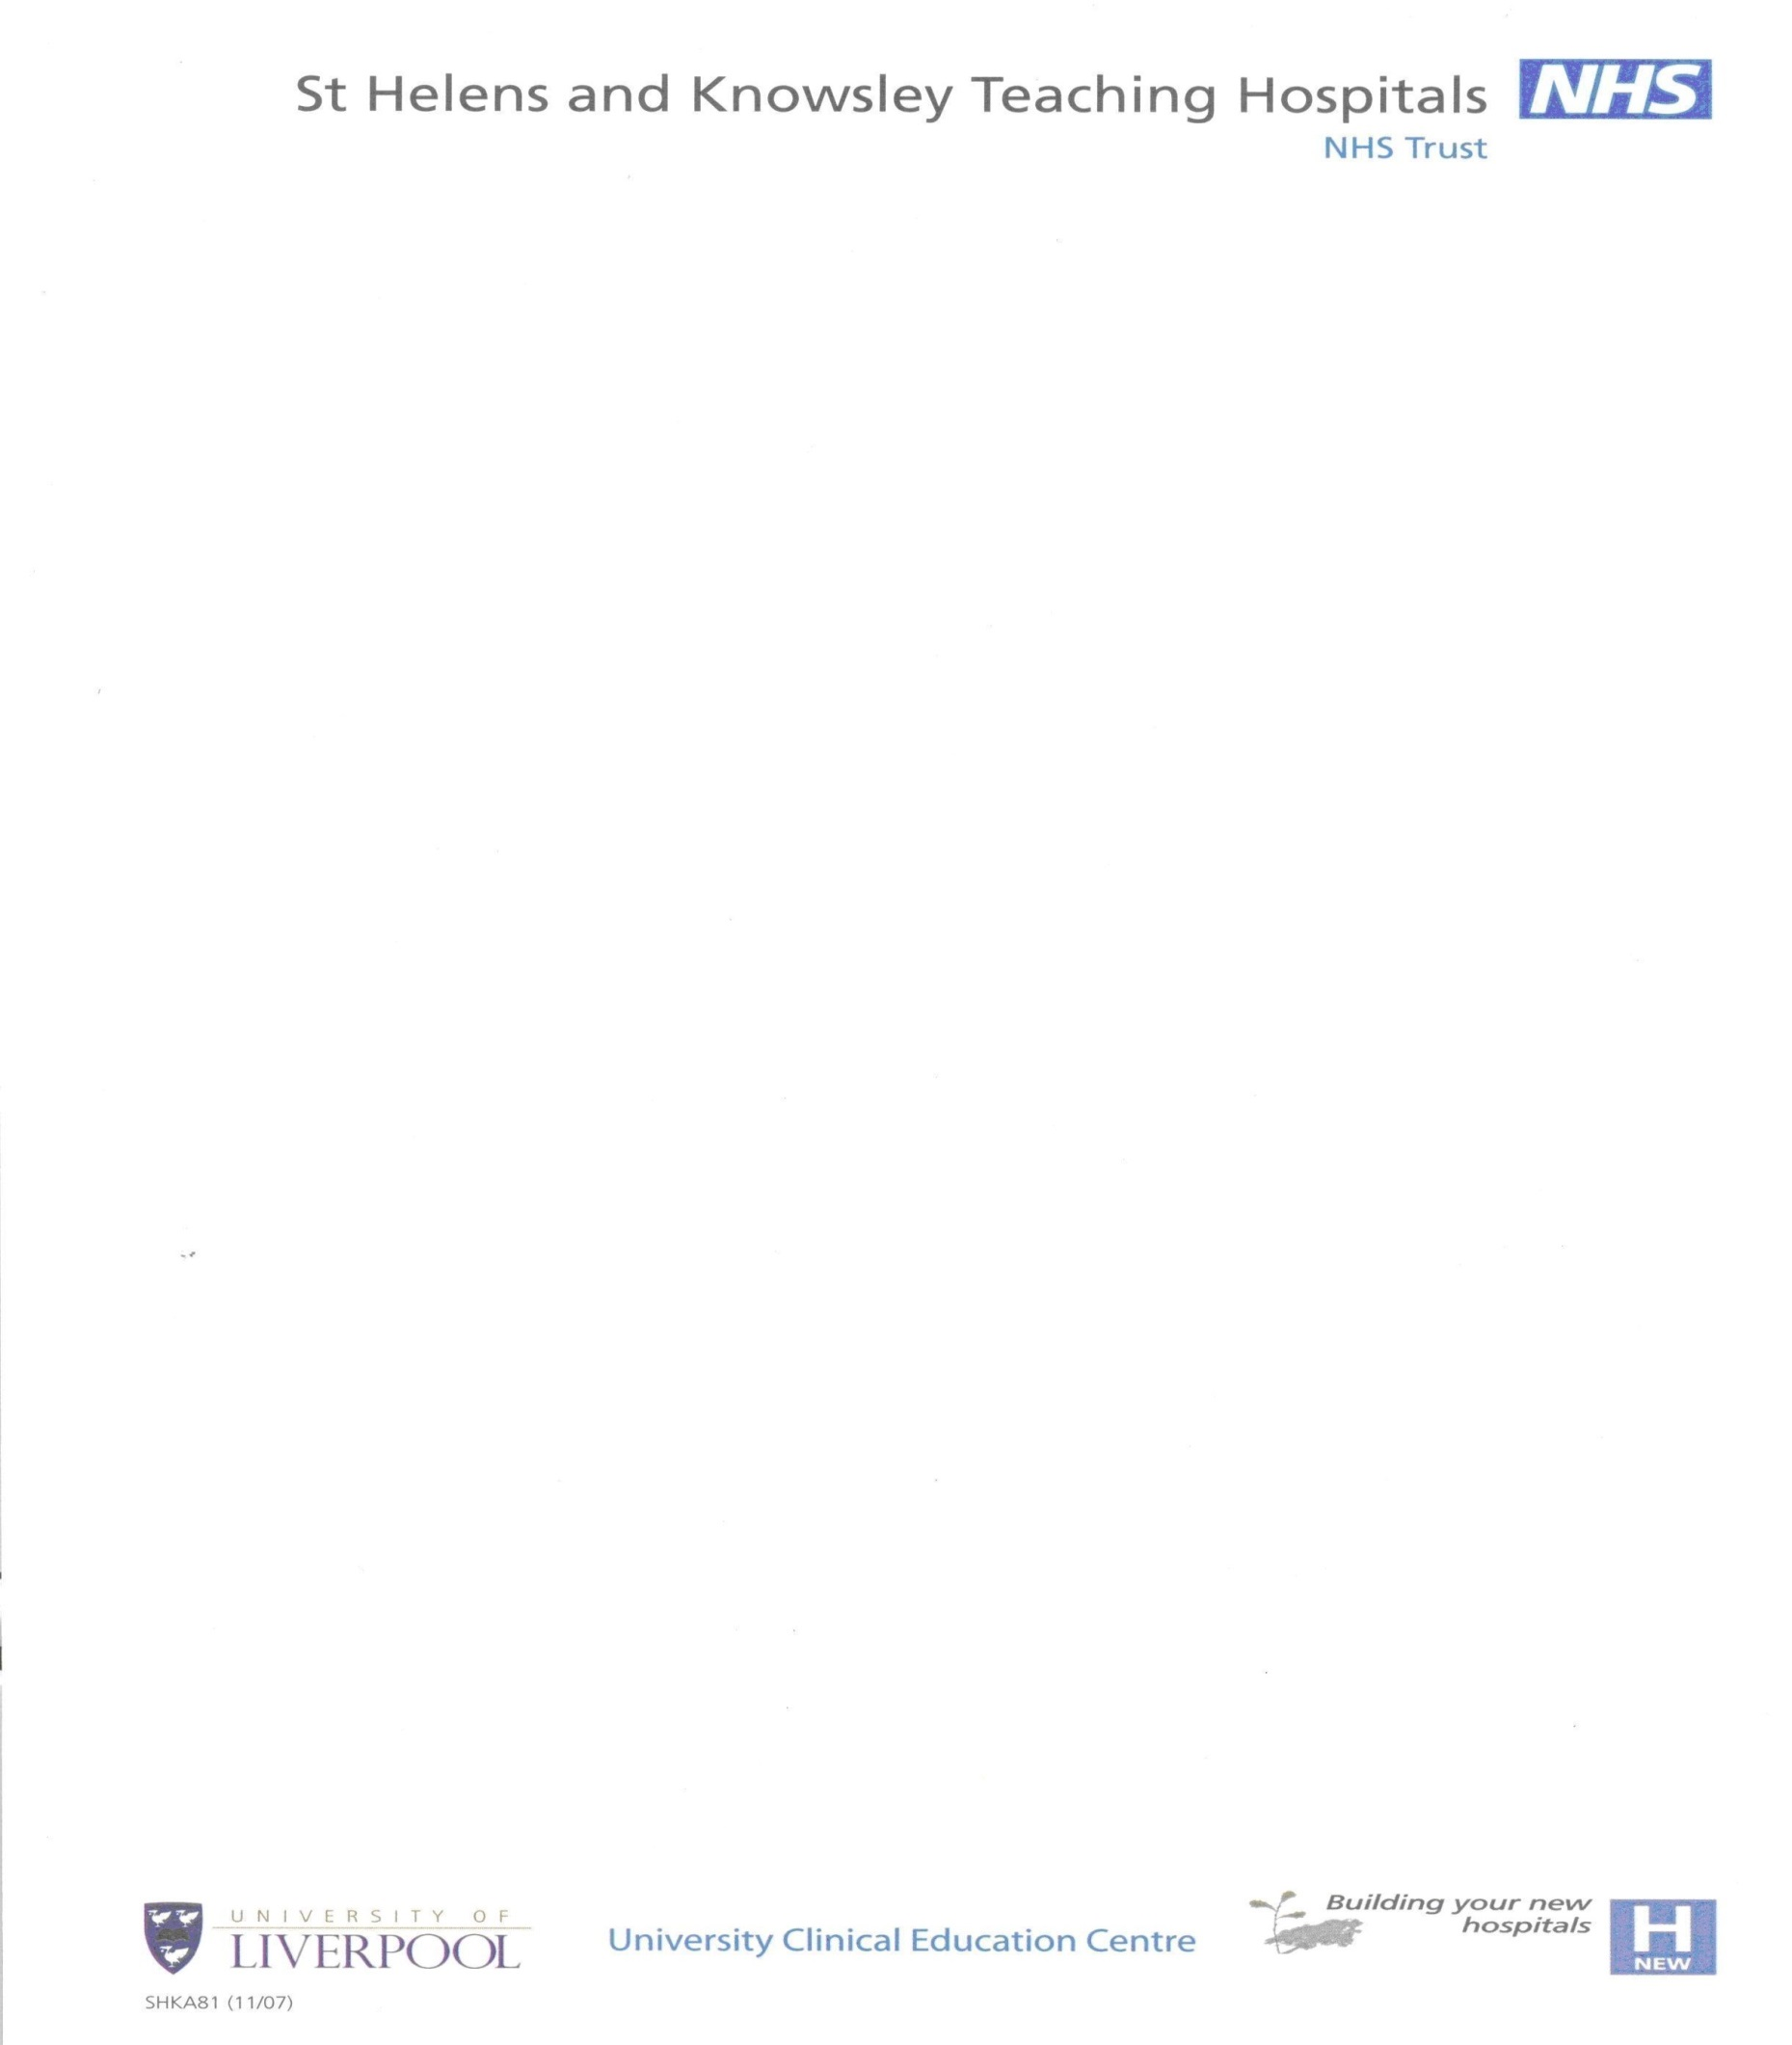 St Helens and Knowsley Teaching Hospitals NHS
NHS Trust
UNIVERSITY OF
LIVERPOOL
University Clinical Education Centre
Building your new
hospitals
H
NEW
SHKA81 (11/07)